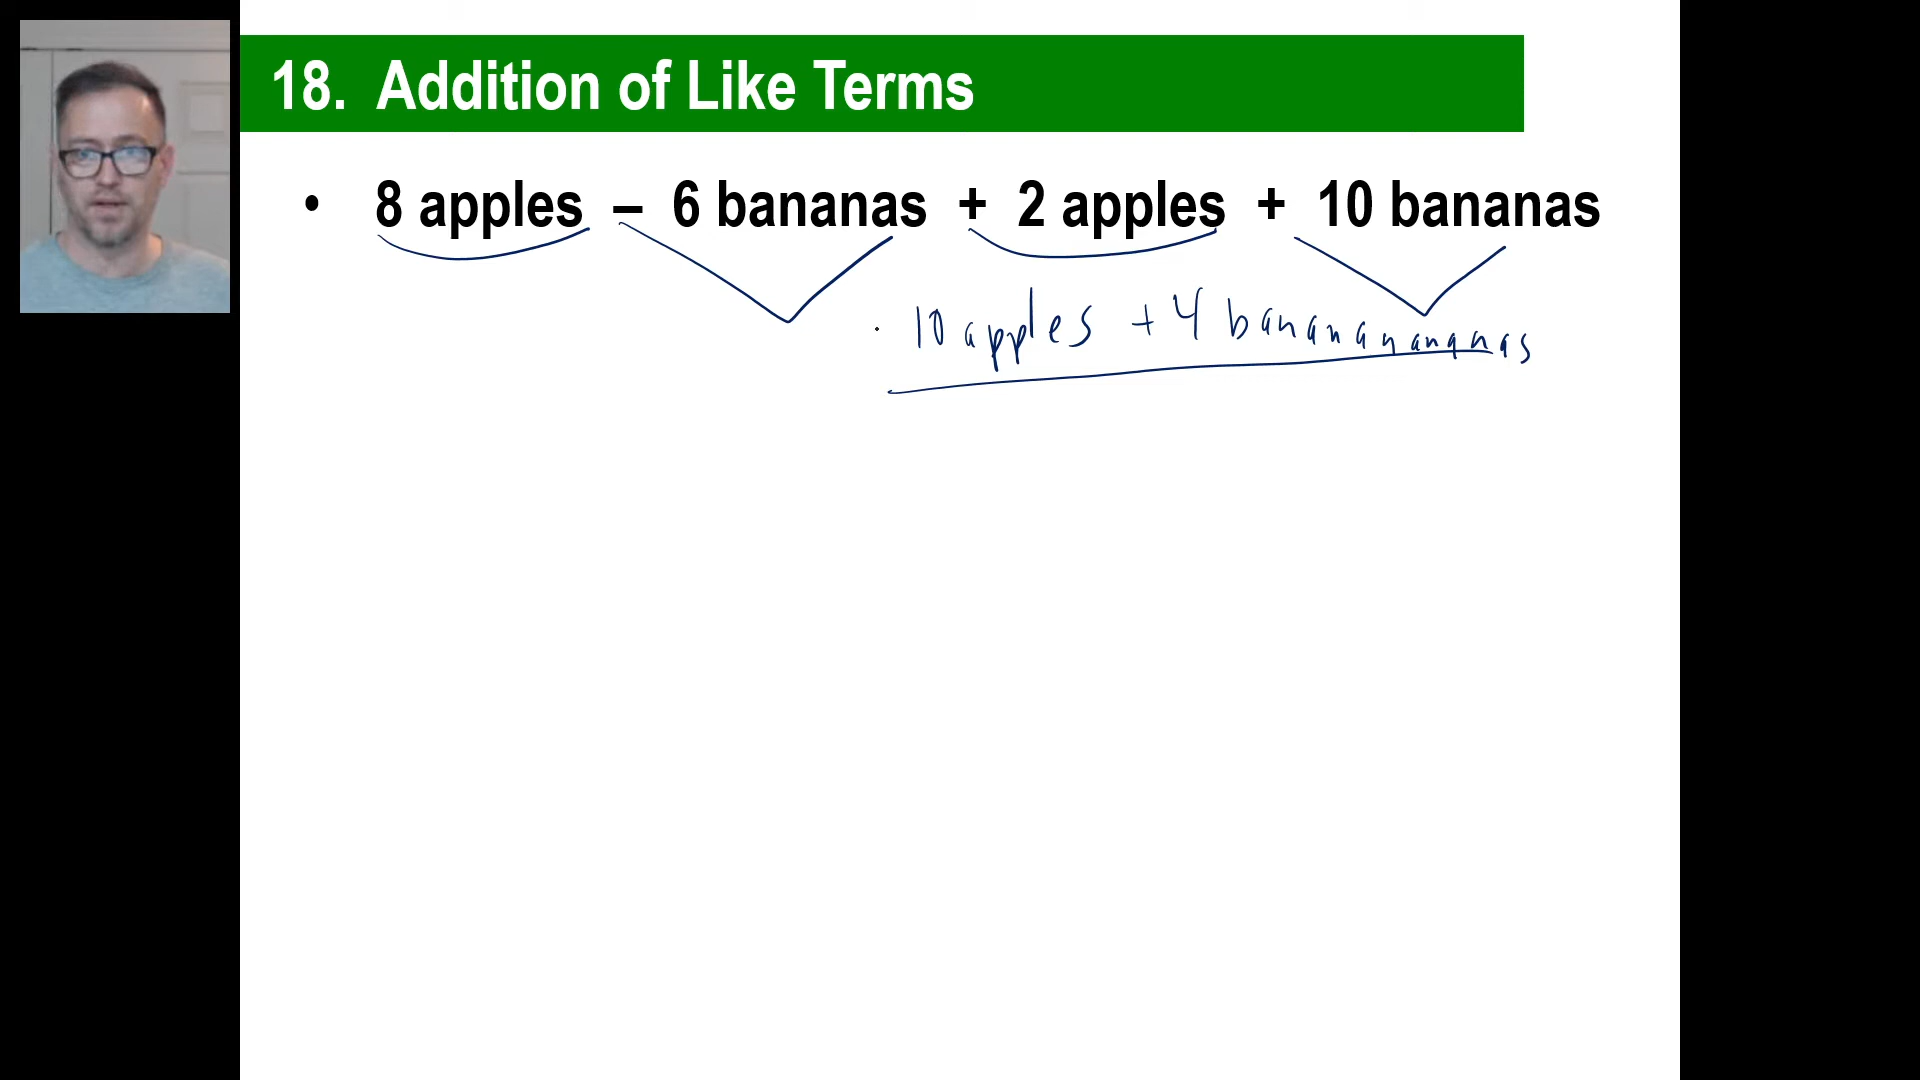 18. Addition of Like Terms
• 8 apples – 6 bananas + 2 apples + 10 bananas
10 apples + 4 banananananas